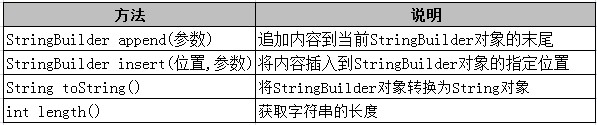 方法 说明
StringBuilder append(参数) 追加内容到当前StringBuilder对象的末尾
StringBuilder insert(位置,参数) 将内容插入到StringBuilder对象的指定位置
String toString() 将StringBuilder对象转换为String对象
int length() 获取字符串的长度